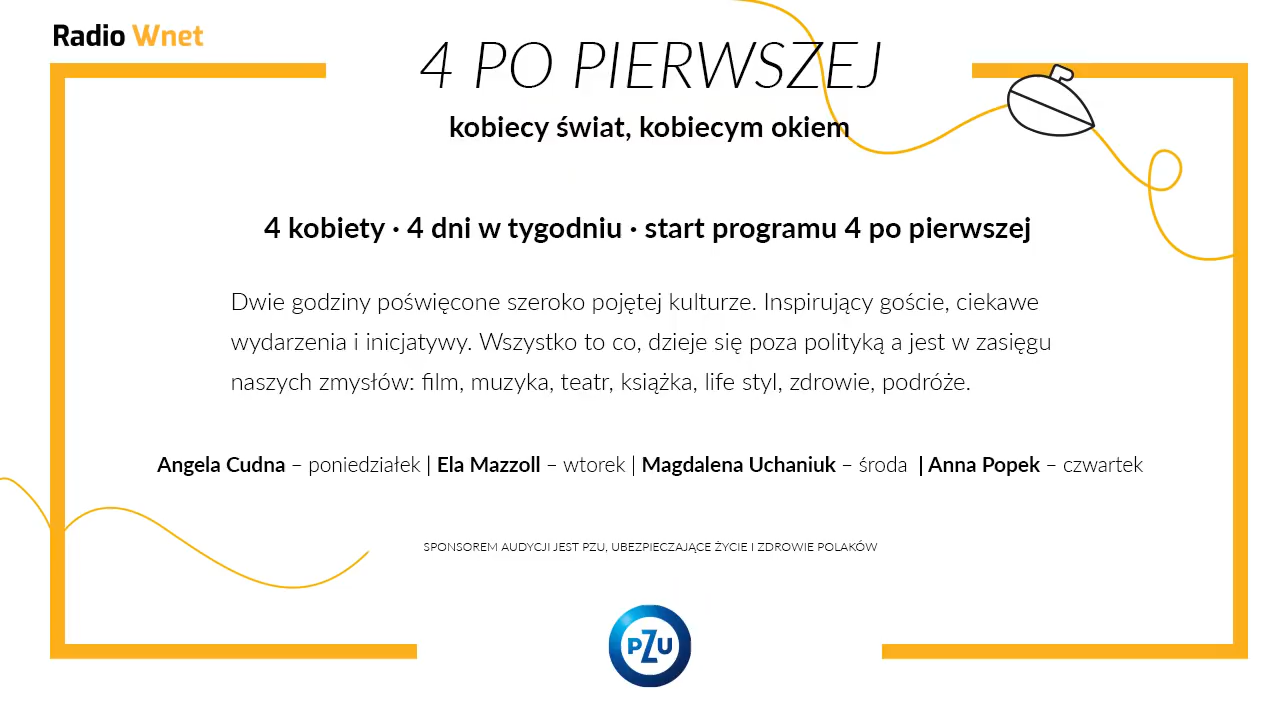 Radio Wnet
4 PO PIERWSZEJ
kobiecy świat, kobiecym okiem
4 kobiety · 4 dni w tygodniu · start programu 4 po pierwszej
Dwie godziny poświęcone szeroko pojętej kulturze. Inspirujący goście, ciekawe
wydarzenia i inicjatywy. Wszystko to co, dzieje się poza polityką a jest w zasięgu
naszych zmysłów: film, muzyka, teatr, książka, life styl, zdrowie, podróże.
Angela Cudna – poniedziałek | Ela Mazzoll – wtorek | Magdalena Uchaniuk – środa | Anna Popek – czwartek
SPONSOREM AUDYCJI JEST PZU, UBEZPIECZAJĄCE ŻYCIE I ZDROWIE POLAKÓW
PZU